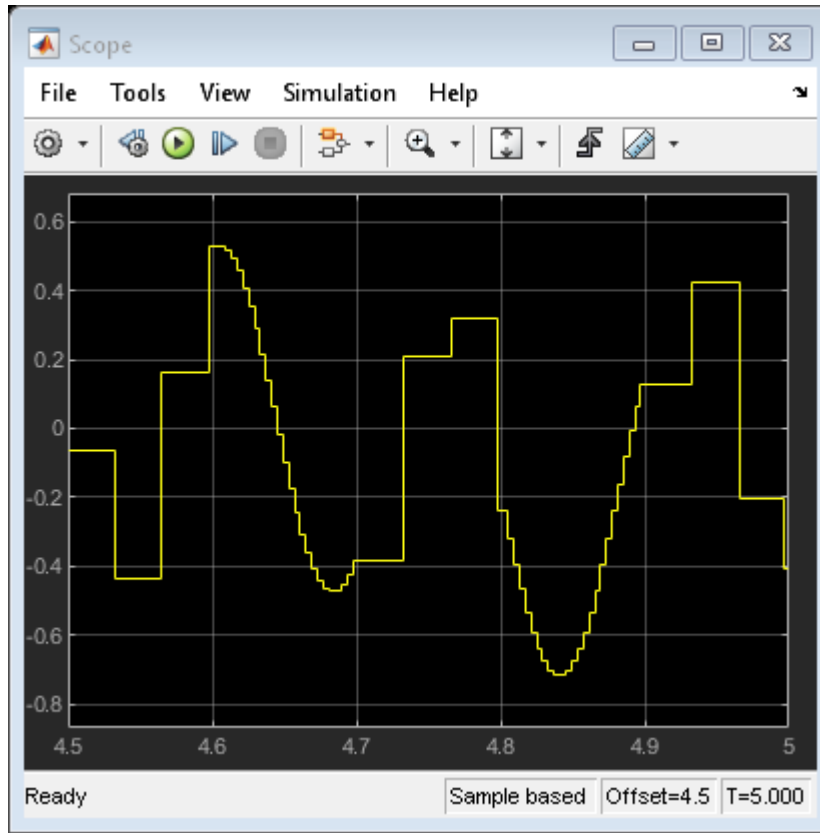 Scope
File Tools View Simulation Help
0.6
0.4
0.2
0
-0.2
-0.4
-0.6
-0.8
4.5 4.6 4.7 4.8 4.9 5
Ready Sample based Offset=4.5 T=5.000